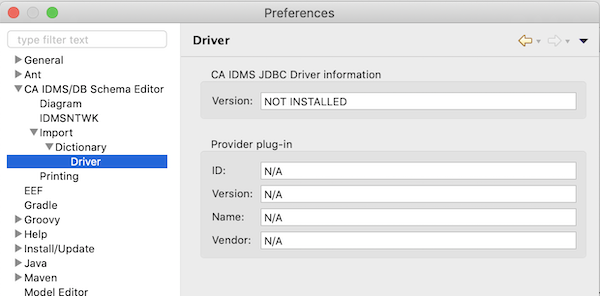 Preferences
type filter text
General
Ant
CA IDMS/DB Schema Editor
Diagram
IDMSNTWK
Import
Dictionary
Driver
Printing
EEF
Gradle
Groovy
Help
Install/Update
Java
Maven
Model Editor
Driver
CA IDMS JDBC Driver information
Version: NOT INSTALLED
Provider plug-in
ID: N/A
Version: N/A
Name: N/A
Vendor: N/A